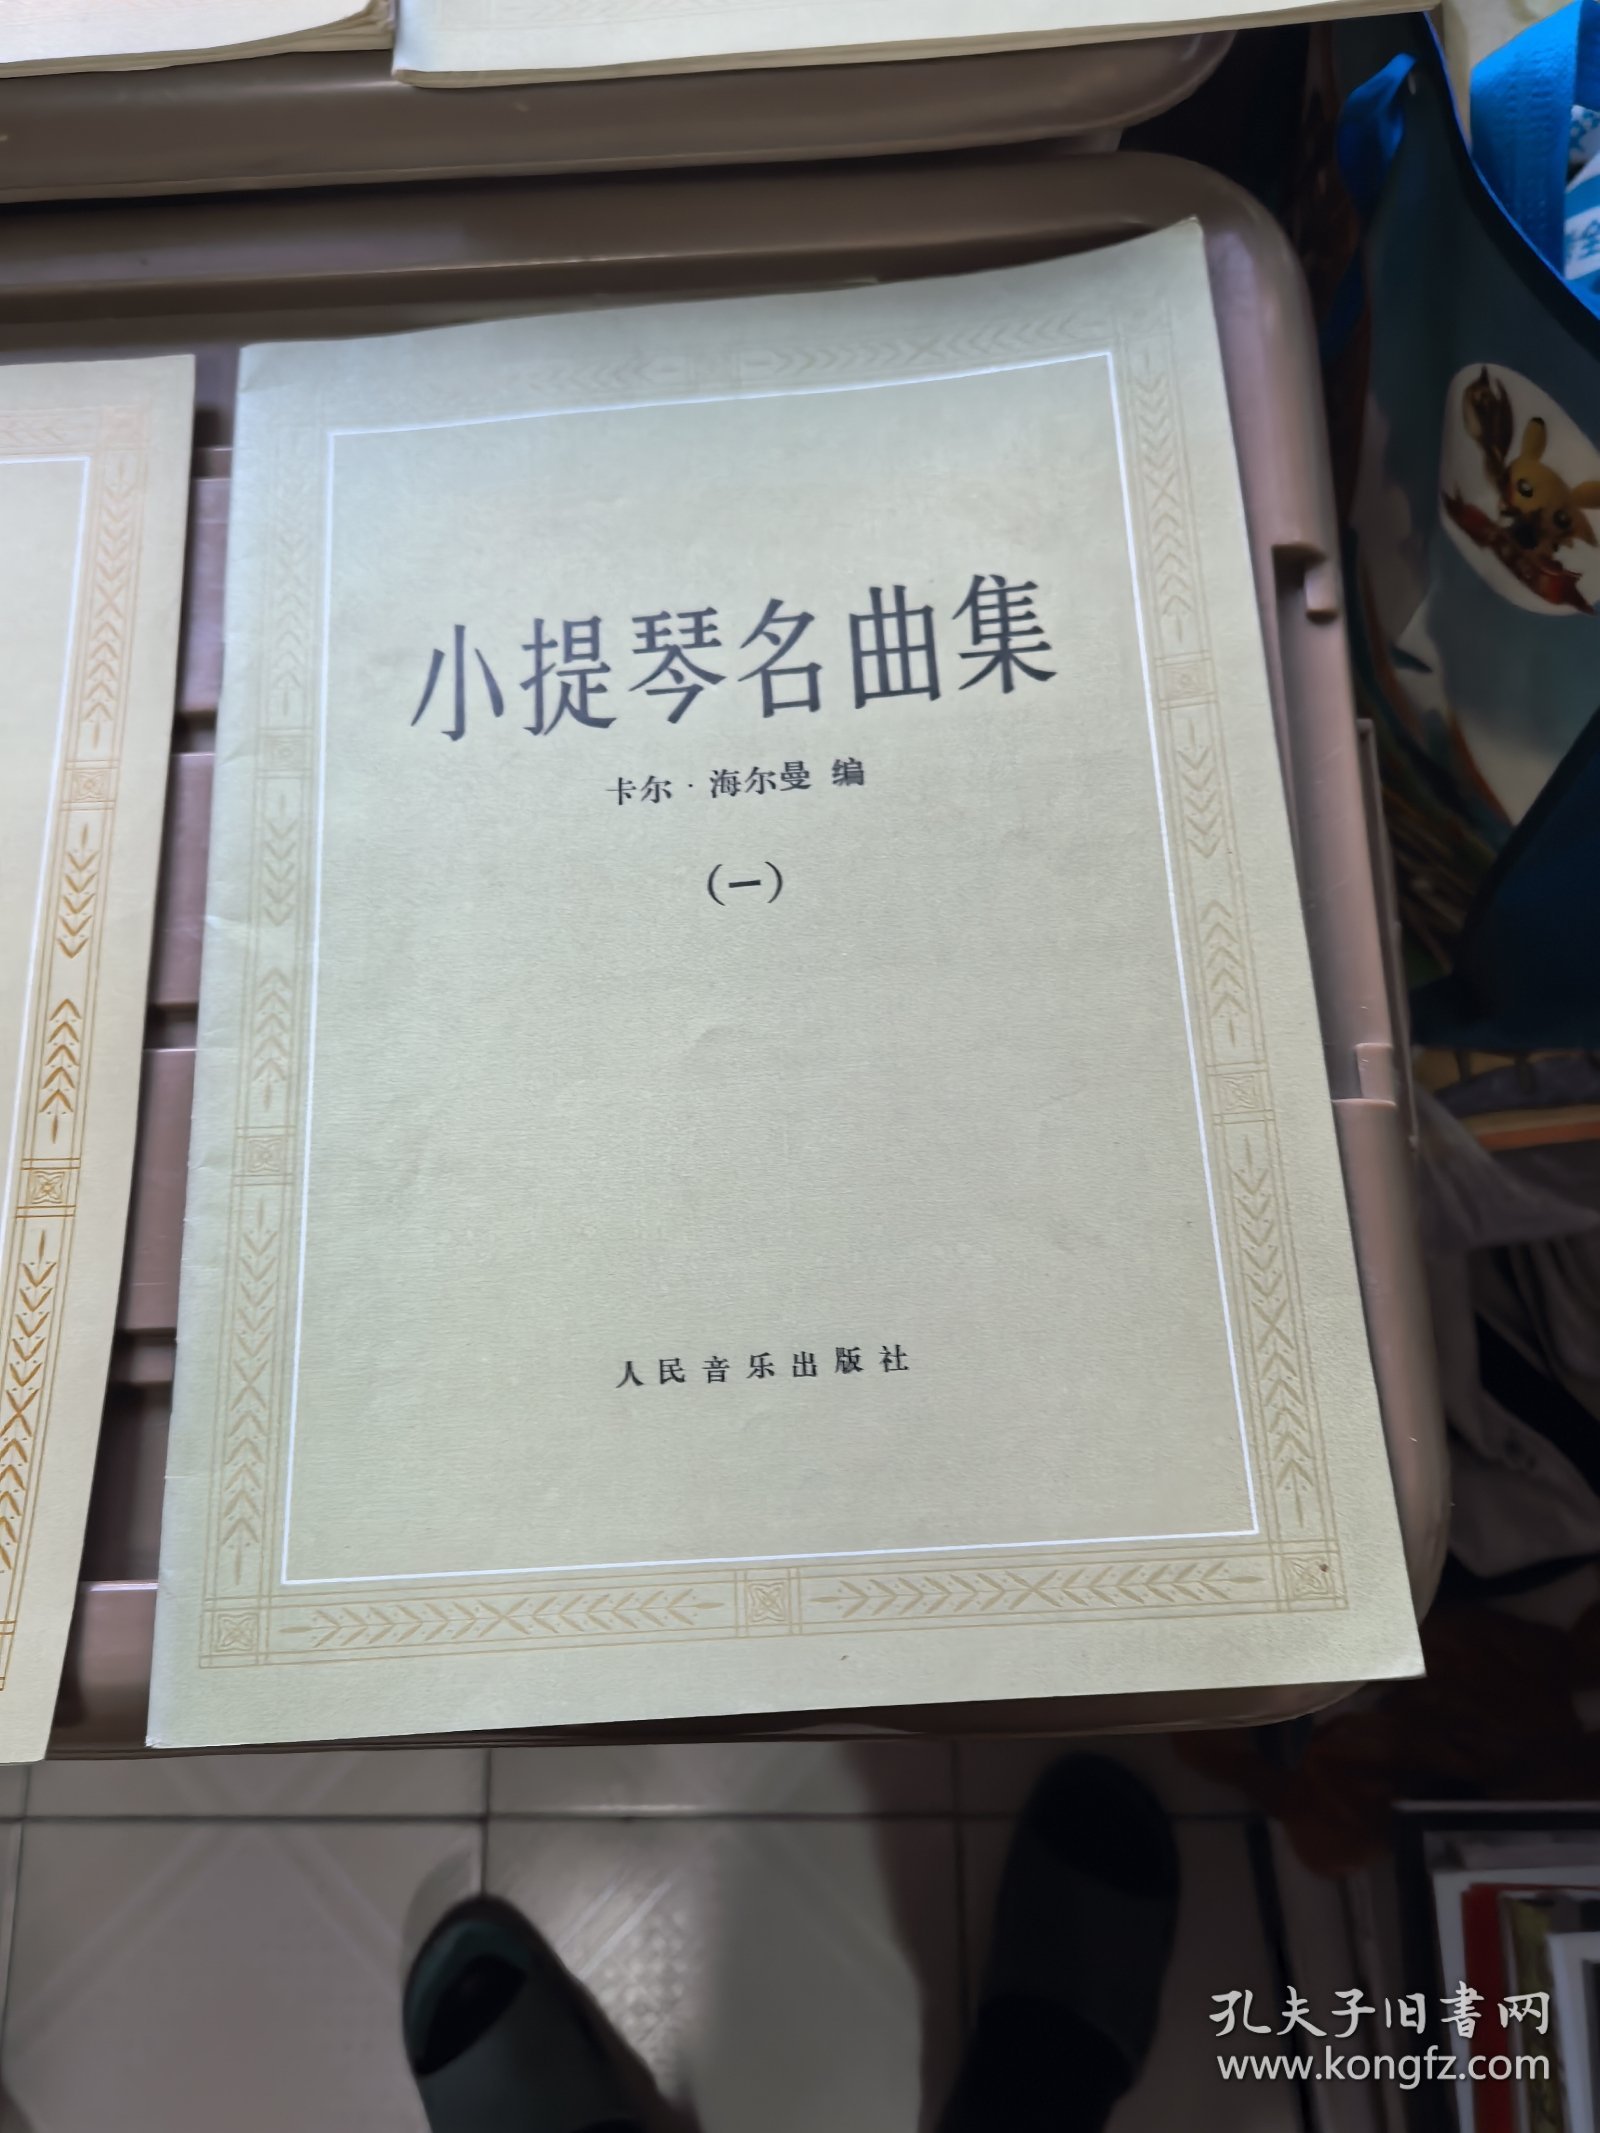 小提琴名曲集
卡尔·海尔曼 编
(一)
人民音乐出版社
孔夫子旧書网
www.kongfz.com